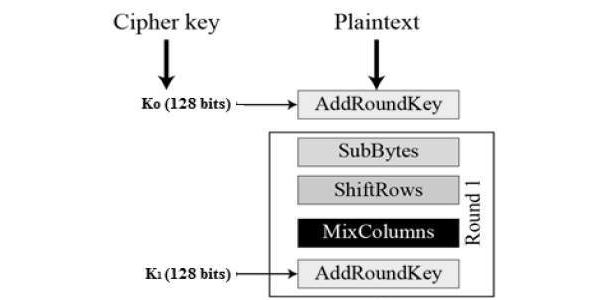 Cipher key
Plaintext
K0 (128 bits)
AddRoundKey
SubBytes
ShiftRows
MixColumns
Round 1
K1 (128 bits)
AddRoundKey